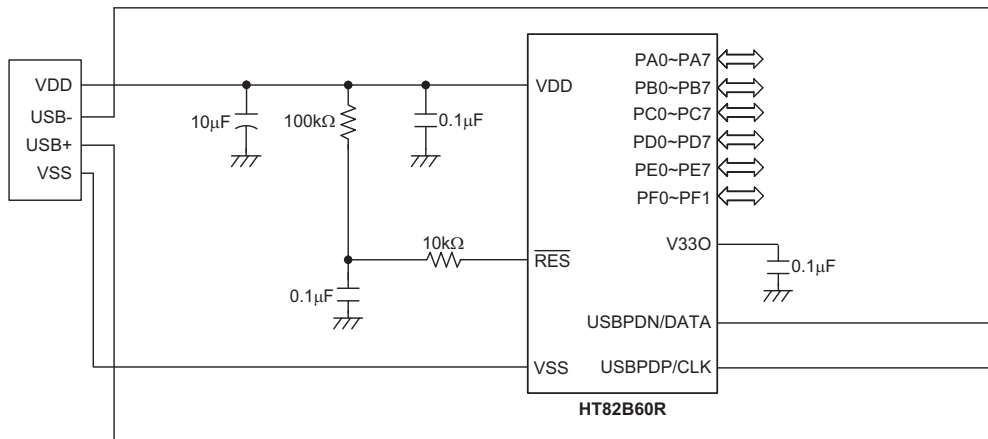 VDD
USB-
USB+
VSS
10µF
100kΩ
0.1µF
10kΩ
0.1µF
VDD
RES
VSS
PA0~PA7
PB0~PB7
PC0~PC7
PD0~PD7
PE0~PE7
PF0~PF1
V33O
0.1µF
USBPDN/DATA
USBPDP/CLK
HT82B60R